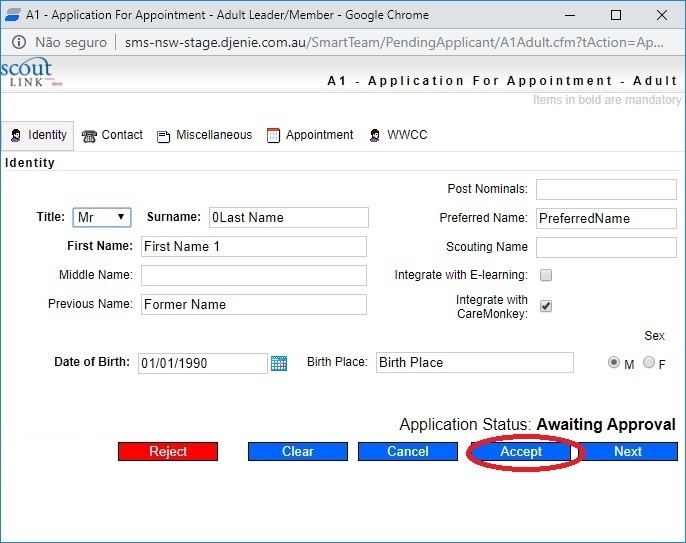 A1 - Application For Appointment - Adult Leader/Member - Google Chrome
Não seguro | sms-nsw-stage.djenie.com.au/SmartTeam/PendingApplicant/A1Adult.cfm?tAction=Ap...
scout
LINK
A1 - Application For Appointment - Adult
Items in bold are mandatory
Identity Contact Miscellaneous Appointment WWCC
Identity
Post Nominals:
Title: Mr Surname: 0Last Name Preferred Name: PreferredName
First Name: First Name 1 Scouting Name
Middle Name: Integrate with E-learning:
Previous Name: Former Name Integrate with
CareMonkey:
Sex
Date of Birth: 01/01/1990 Birth Place: Birth Place M F
Application Status: Awaiting Approval
Reject Clear Cancel Accept Next